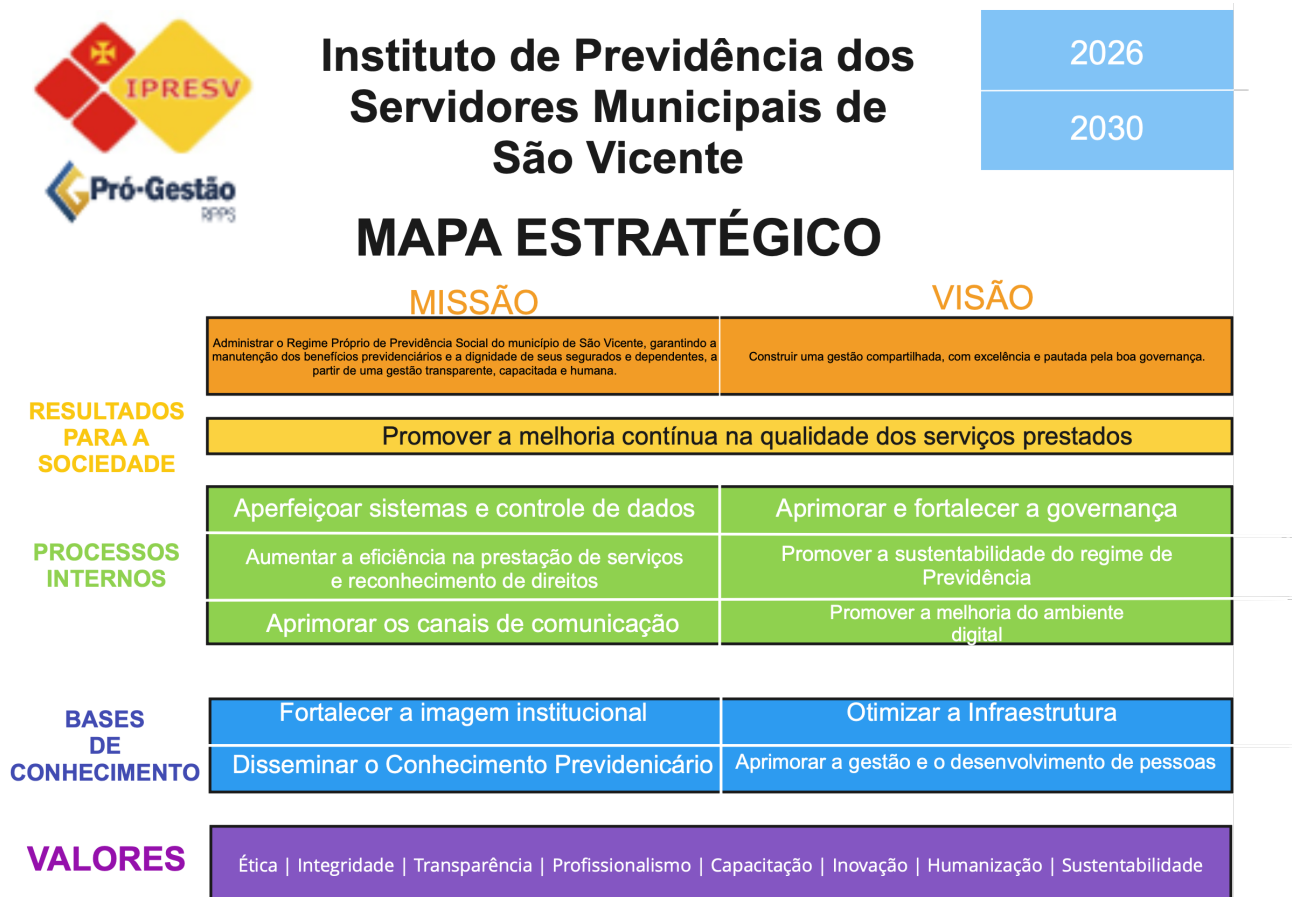 IPRESV
Pró-Gestão
RPPS
Instituto de Previdência dos
Servidores Municipais de
São Vicente
2026
2030
MAPA ESTRATÉGICO
MISSÃO
VISÃO
Administrar o Regime Próprio de Previdência Social do município de São Vicente, garantindo a
manutenção dos benefícios previdenciários e a dignidade de seus segurados e dependentes, a
partir de uma gestão transparente, capacitada e humana.
Construir uma gestão compartilhada, com excelência e pautada pela boa governança.
RESULTADOS
PARA A
SOCIEDADE
Promover a melhoria contínua na qualidade dos serviços prestados
PROCESSOS
INTERNOS
Aperfeiçoar sistemas e controle de dados
Aprimorar e fortalecer a governança
Aumentar a eficiência na prestação de serviços
e reconhecimento de direitos
Promover a sustentabilidade do regime de
Previdência
Aprimorar os canais de comunicação
Promover a melhoria do ambiente
digital
BASES
DE
CONHECIMENTO
Fortalecer a imagem institucional
Otimizar a Infraestrutura
Disseminar o Conhecimento Previdenicário
Aprimorar a gestão e o desenvolvimento de pessoas
VALORES
Ética | Integridade | Transparência | Profissionalismo | Capacitação | Inovação | Humanização | Sustentabilidade